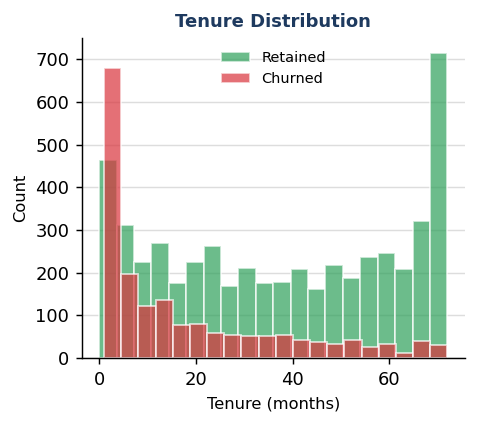 Tenure Distribution
Retained
Churned
Count
700
600
500
400
300
200
100
0
0 20 40 60
Tenure (months)